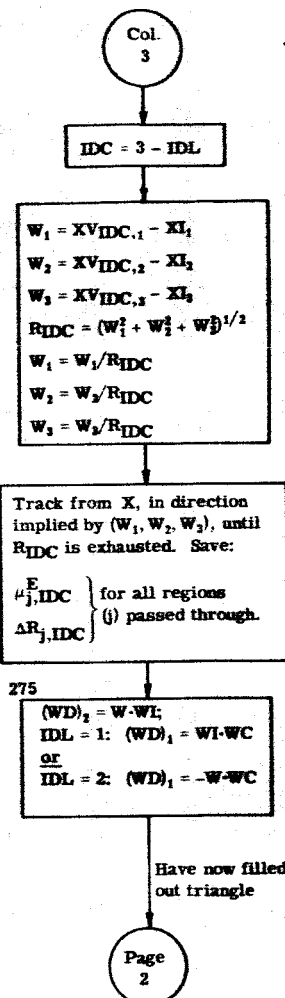 Col.
3
IDC = 3 - IDL
W₁ = XV_IDC,1 - XI₁
W₂ = XV_IDC,2 - XI₂
W₃ = XV_IDC,3 - XI₃
R_IDC = (W₁² + W₂² + W₃²)^1/2
W₁ = W₁/R_IDC
W₂ = W₂/R_IDC
W₃ = W₃/R_IDC
Track from X, in direction
implied by (W₁, W₂, W₃), until
R_IDC is exhausted. Save:
μ^E_j,IDC } for all regions
ΔR_j,IDC } (j) passed through.
275
(WD)₂ = W·WI;
IDL = 1: (WD)₁ = WI·WC
or
IDL = 2: (WD)₁ = -W·WC
Have now filled
out triangle
Page
2